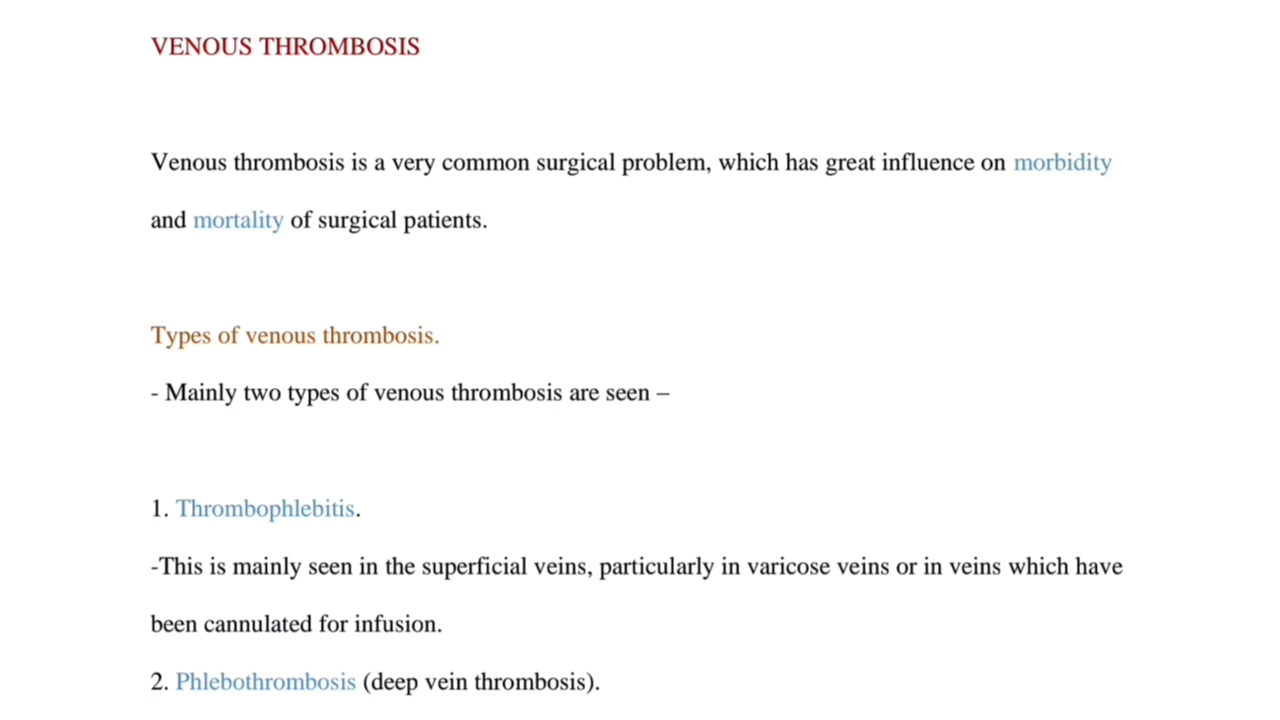 VENOUS THROMBOSIS
Venous thrombosis is a very common surgical problem, which has great influence on morbidity
and mortality of surgical patients.
Types of venous thrombosis.
- Mainly two types of venous thrombosis are seen –
1. Thrombophlebitis.
-This is mainly seen in the superficial veins, particularly in varicose veins or in veins which have
been cannulated for infusion.
2. Phlebothrombosis (deep vein thrombosis).